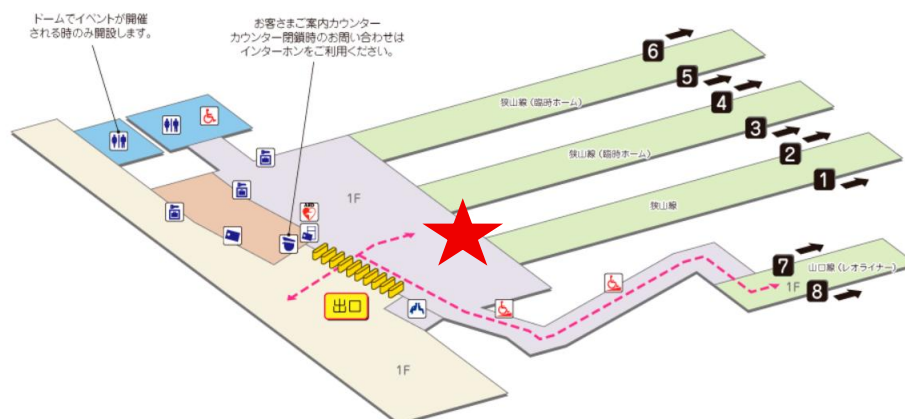 ドームでイベントが開催
される時のみ開設します。
お客さまご案内カウンター
カウンター閉鎖時のお問い合わせは
インターホンをご利用ください。
6
5
狭山線(臨時ホーム)
4
3
狭山線(臨時ホーム)
2
1
狭山線
1F
AED
7
山口線(レオライナー)
1F
8
出口
1F